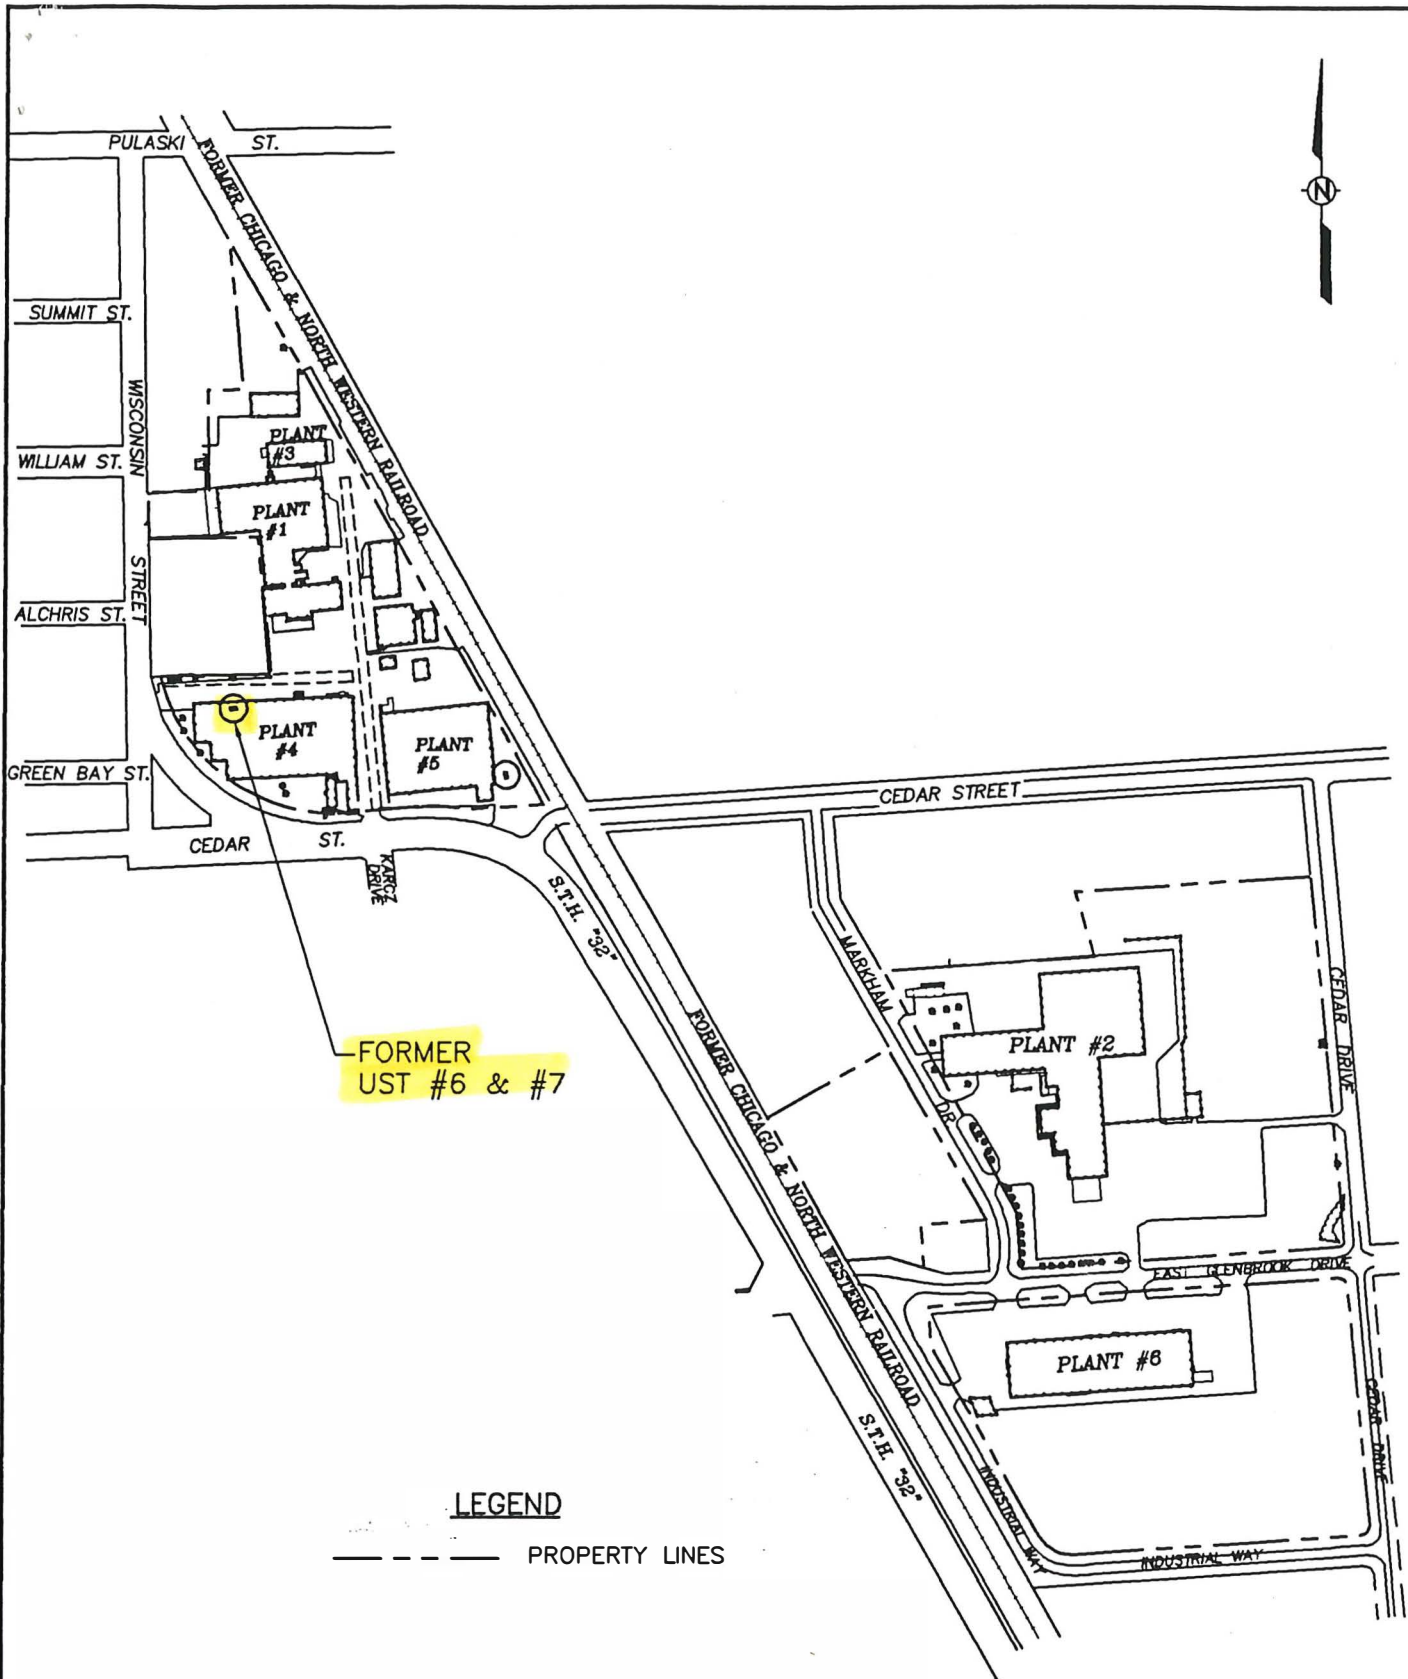 PULASKI ST.
FORMER CHICAGO & NORTH WESTERN RAILROAD
N
SUMMIT ST.
WISCONSIN STREET
WILLIAM ST.
PLANT
#3
PLANT
#1
ALCHRIS ST.
PLANT
#4
PLANT
#5
GREEN BAY ST.
CEDAR STREET
CEDAR ST.
KARCZ
DRIVE
S.T.H. "32"
MARKHAM DR.
CEDAR DRIVE
PLANT #2
FORMER
UST #6 & #7
FORMER CHICAGO & NORTH WESTERN RAILROAD
EAST GLENBROOK DRIVE
PLANT #6
CEDAR DRIVE
S.T.H. "32"
INDUSTRIAL WAY
INDUSTRIAL WAY
LEGEND
PROPERTY LINES